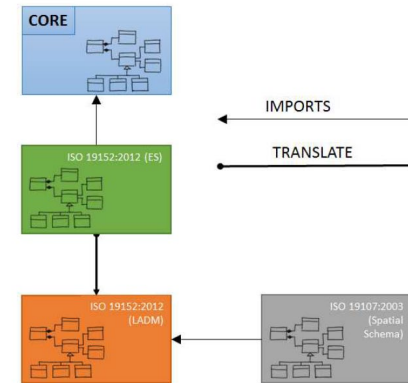 CORE
IMPORTS
ISO 19152:2012 (ES)
TRANSLATE
ISO 19152:2012
(LADM)
ISO 19107:2003
(Spatial
Schema)